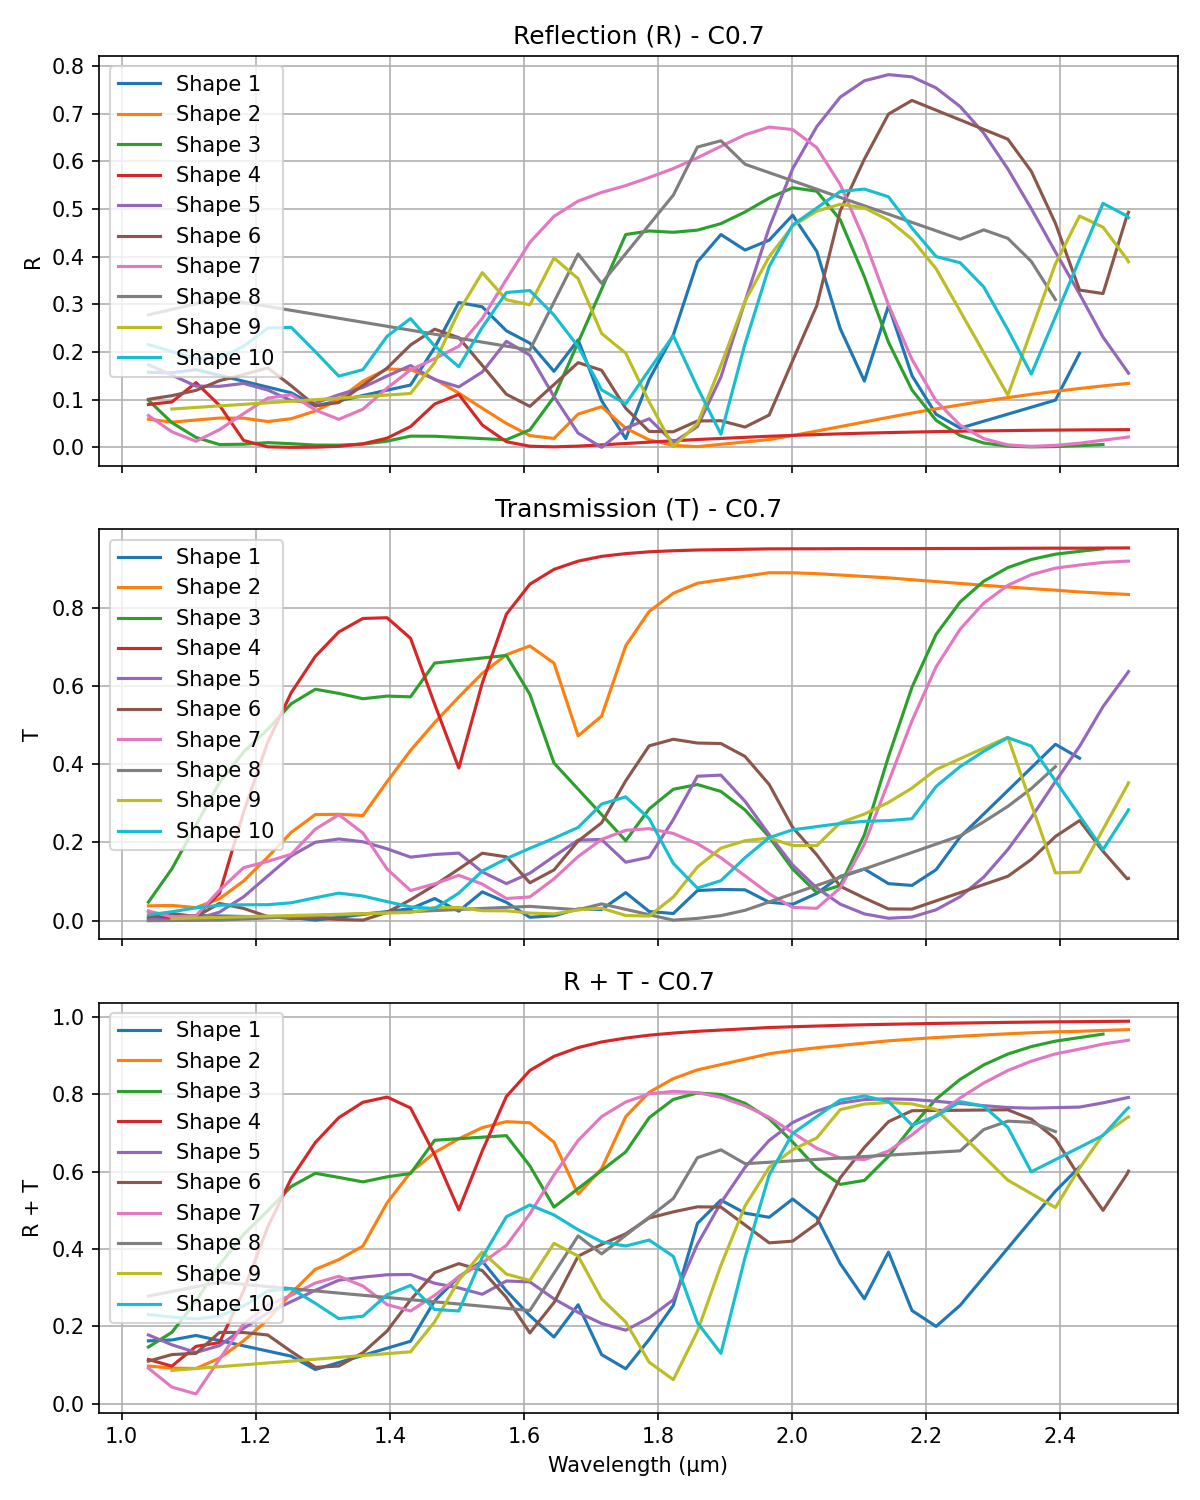 Reflection (R) - C0.7
0.8
0.7
0.6
0.5
0.4
0.3
0.2
0.1
0.0
R
Shape 1
Shape 2
Shape 3
Shape 4
Shape 5
Shape 6
Shape 7
Shape 8
Shape 9
Shape 10
Transmission (T) - C0.7
0.8
0.6
0.4
0.2
0.0
T
Shape 1
Shape 2
Shape 3
Shape 4
Shape 5
Shape 6
Shape 7
Shape 8
Shape 9
Shape 10
R + T - C0.7
1.0
0.8
0.6
0.4
0.2
0.0
R + T
Shape 1
Shape 2
Shape 3
Shape 4
Shape 5
Shape 6
Shape 7
Shape 8
Shape 9
Shape 10
1.0 1.2 1.4 1.6 1.8 2.0 2.2 2.4
Wavelength (μm)